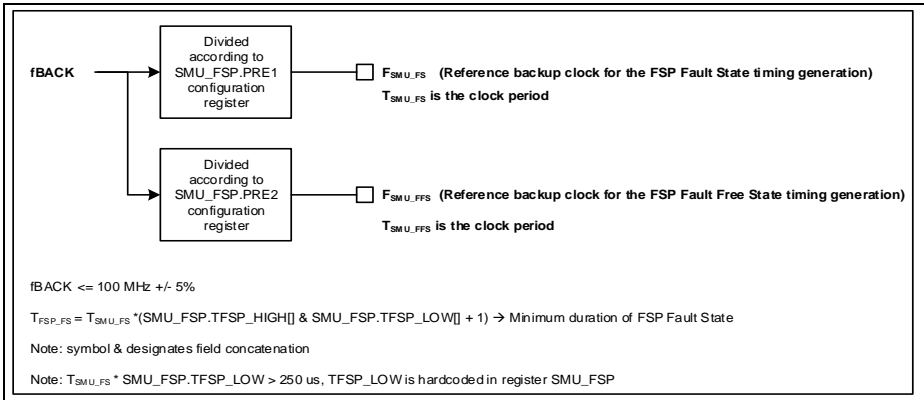 Divided
according to
SMU_FSP.PRE1
configuration
register
fBACK
FSMU_FS (Reference backup clock for the FSP Fault State timing generation)
TSMU_FS is the clock period
Divided
according to
SMU_FSP.PRE2
configuration
register
FSMU_FFS (Reference backup clock for the FSP Fault Free State timing generation)
TSMU_FFS is the clock period
fBACK <= 100 MHz +/- 5%
TFSP_FS = TSMU_FS *(SMU_FSP.TFSP_HIGH[] & SMU_FSP.TFSP_LOW[] + 1) → Minimum duration of FSP Fault State
Note: symbol & designates field concatenation
Note: TSMU_FS * SMU_FSP.TFSP_LOW > 250 us, TFSP_LOW is hardcoded in register SMU_FSP